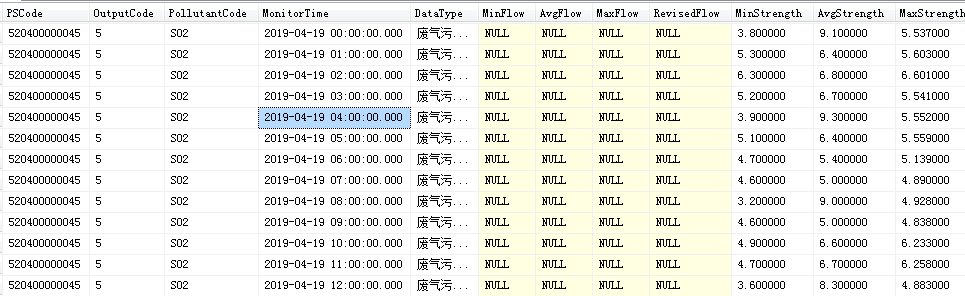 PSCode OutputCode PollutantCode MonitorTime DataType MinFlow AvgFlow MaxFlow RevisedFlow MinStrength AvgStrength MaxStrength
520400000045 5 S02 2019-04-19 00:00:00.000 废气污... NULL NULL NULL NULL 3.800000 9.100000 5.537000
520400000045 5 S02 2019-04-19 01:00:00.000 废气污... NULL NULL NULL NULL 5.300000 6.400000 5.603000
520400000045 5 S02 2019-04-19 02:00:00.000 废气污... NULL NULL NULL NULL 6.300000 6.800000 6.601000
520400000045 5 S02 2019-04-19 03:00:00.000 废气污... NULL NULL NULL NULL 5.200000 6.700000 5.541000
520400000045 5 S02 2019-04-19 04:00:00.000 废气污... NULL NULL NULL NULL 3.900000 9.300000 5.552000
520400000045 5 S02 2019-04-19 05:00:00.000 废气污... NULL NULL NULL NULL 5.100000 6.400000 5.559000
520400000045 5 S02 2019-04-19 06:00:00.000 废气污... NULL NULL NULL NULL 4.700000 5.400000 5.139000
520400000045 5 S02 2019-04-19 07:00:00.000 废气污... NULL NULL NULL NULL 4.600000 5.000000 4.890000
520400000045 5 S02 2019-04-19 08:00:00.000 废气污... NULL NULL NULL NULL 3.200000 9.000000 4.928000
520400000045 5 S02 2019-04-19 09:00:00.000 废气污... NULL NULL NULL NULL 4.600000 5.000000 4.838000
520400000045 5 S02 2019-04-19 10:00:00.000 废气污... NULL NULL NULL NULL 4.900000 6.600000 6.233000
520400000045 5 S02 2019-04-19 11:00:00.000 废气污... NULL NULL NULL NULL 4.700000 6.700000 6.258000
520400000045 5 S02 2019-04-19 12:00:00.000 废气污... NULL NULL NULL NULL 3.600000 8.300000 4.883000